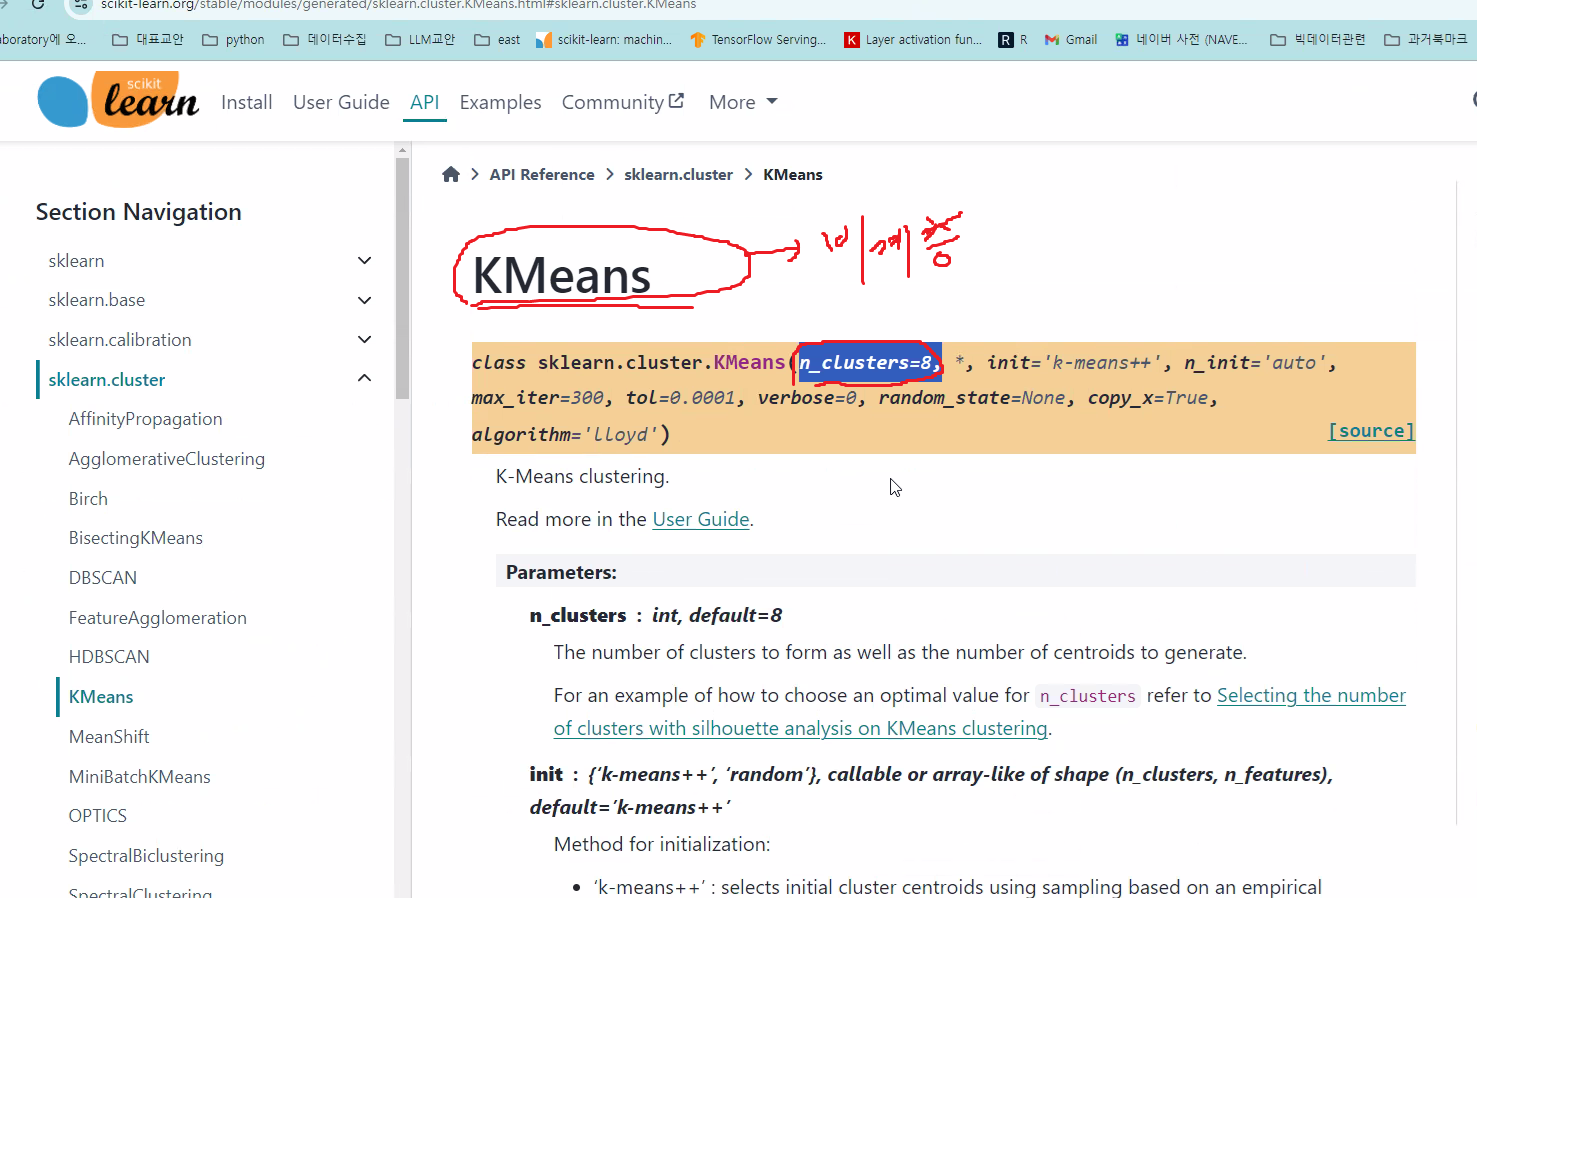 scikit-learn.org/stable/modules/generated/sklearn.cluster.KMeans.html#sklearn.cluster.KMeans
aboratory에 오... 대표교안 python 데이터수집 LLM교안 east scikit-learn: machin... TensorFlow Serving... K Layer activation fun... R R Gmail 네이버 사전 (NAVE... 빅데이터관련 과거북마크
scikit learn Install User Guide API Examples Community More
API Reference > sklearn.cluster > KMeans
Section Navigation
sklearn
sklearn.base
sklearn.calibration
sklearn.cluster
AffinityPropagation
AgglomerativeClustering
Birch
BisectingKMeans
DBSCAN
FeatureAgglomeration
HDBSCAN
KMeans
MeanShift
MiniBatchKMeans
OPTICS
SpectralBiclustering
SpectralClustering
KMeans
비계층
class sklearn.cluster.KMeans(n_clusters=8, *, init='k-means++', n_init='auto',
max_iter=300, tol=0.0001, verbose=0, random_state=None, copy_x=True,
algorithm='lloyd')
[source]
K-Means clustering.
Read more in the User Guide.
Parameters:
n_clusters : int, default=8
The number of clusters to form as well as the number of centroids to generate.
For an example of how to choose an optimal value for n_clusters refer to Selecting the number
of clusters with silhouette analysis on KMeans clustering.
init : {‘k-means++’, ‘random’}, callable or array-like of shape (n_clusters, n_features),
default=’k-means++’
Method for initialization:
• ‘k-means++’ : selects initial cluster centroids using sampling based on an empirical